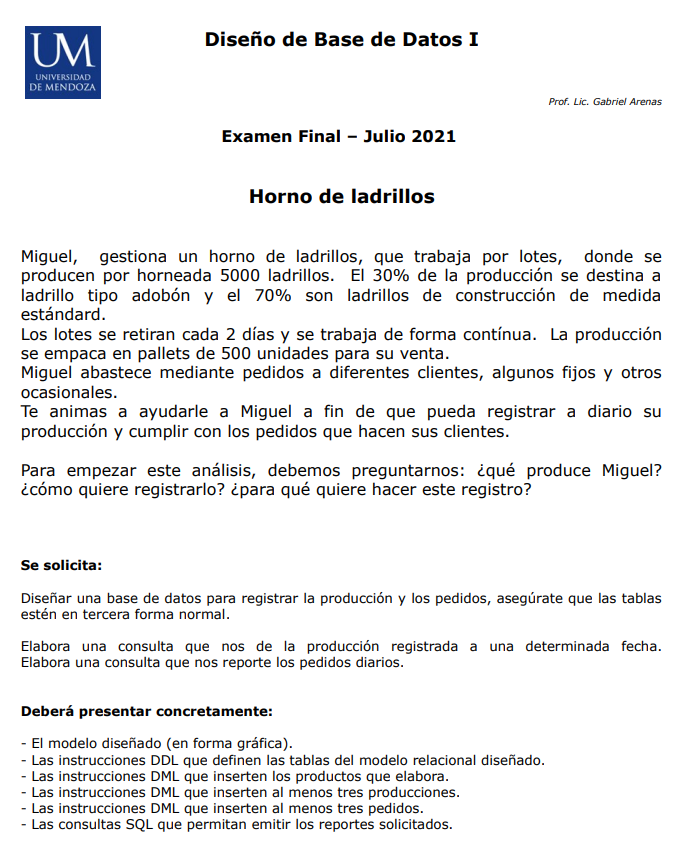 UM
UNIVERSIDAD
DE MENDOZA
Diseño de Base de Datos I
Prof. Lic. Gabriel Arenas
Examen Final – Julio 2021
Horno de ladrillos
Miguel, gestiona un horno de ladrillos, que trabaja por lotes, donde se
producen por horneada 5000 ladrillos. El 30% de la producción se destina a
ladrillo tipo adobón y el 70% son ladrillos de construcción de medida
estándard.
Los lotes se retiran cada 2 días y se trabaja de forma contínua. La producción
se empaca en pallets de 500 unidades para su venta.
Miguel abastece mediante pedidos a diferentes clientes, algunos fijos y otros
ocasionales.
Te animas a ayudarle a Miguel a fin de que pueda registrar a diario su
producción y cumplir con los pedidos que hacen sus clientes.
Para empezar este análisis, debemos preguntarnos: ¿qué produce Miguel?
¿cómo quiere registrarlo? ¿para qué quiere hacer este registro?
Se solicita:
Diseñar una base de datos para registrar la producción y los pedidos, asegúrate que las tablas
estén en tercera forma normal.
Elabora una consulta que nos de la producción registrada a una determinada fecha.
Elabora una consulta que nos reporte los pedidos diarios.
Deberá presentar concretamente:
- El modelo diseñado (en forma gráfica).
- Las instrucciones DDL que definen las tablas del modelo relacional diseñado.
- Las instrucciones DML que inserten los productos que elabora.
- Las instrucciones DML que inserten al menos tres producciones.
- Las instrucciones DML que inserten al menos tres pedidos.
- Las consultas SQL que permitan emitir los reportes solicitados.